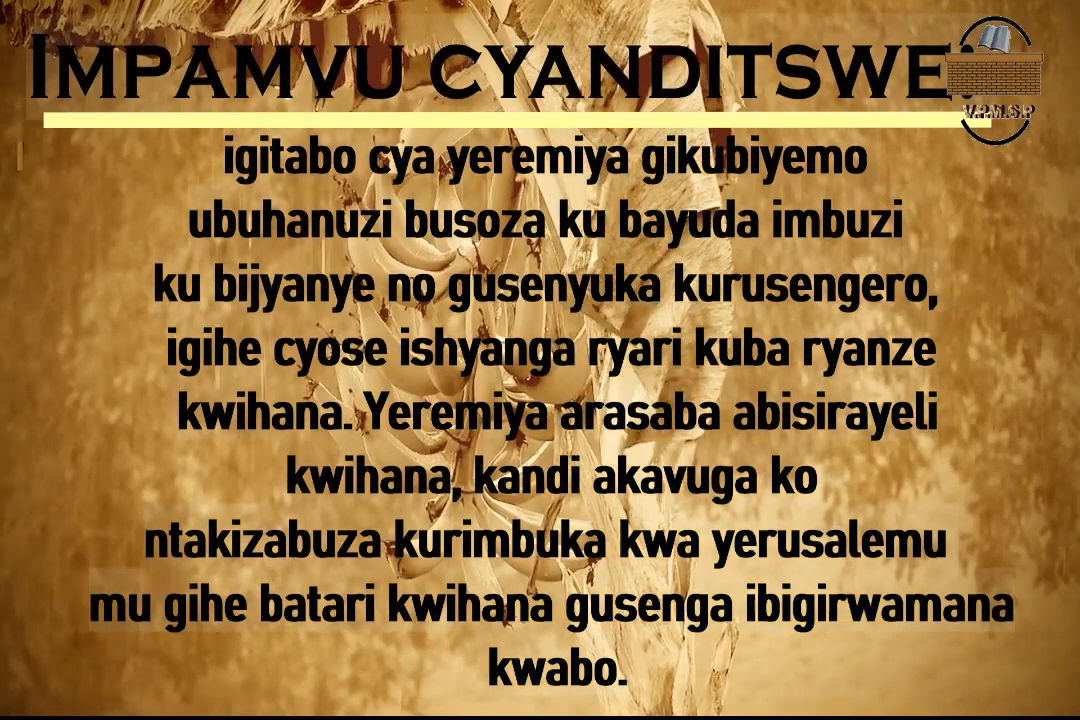 IMPAMVU CYANDITSWE:
V.P.M.S.P
igitabo cya yeremiya gikubiyemo
ubuhanuzi busoza ku bayuda imbuzi
ku bijyanye no gusenyuka kurusengero,
igihe cyose ishyanga ryari kuba ryanze
kwihana. Yeremiya arasaba abisirayeli
kwihana, kandi akavuga ko
ntakizabuza kurimbuka kwa yerusalemu
mu gihe batari kwihana gusenga ibigirwamana
kwabo.